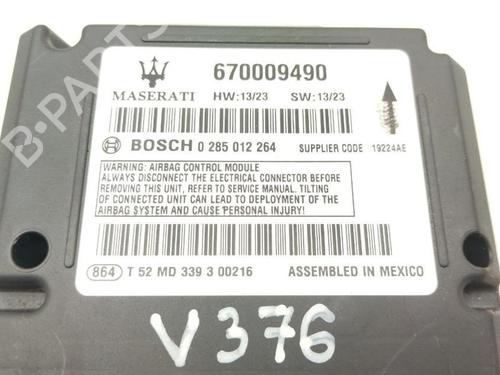 670009490
MASERATI HW:13/23 SW:13/23
BOSCH 0 285 012 264 SUPPLIER CODE 19224AE
WARNING: AIRBAG CONTROL MODULE
ALWAYS DISCONNECT THE ELECTRICAL CONNECTOR BEFORE
REMOVING THIS UNIT, REFER TO SERVICE MANUAL. TILTING
OF CONNECTED UNIT CAN LEAD TO DEPLOYMENT OF THE
AIRBAG SYSTEM AND CAUSE PERSONAL INJURY!
864 T 52 MD 339 3 00216 ASSEMBLED IN MEXICO
V376